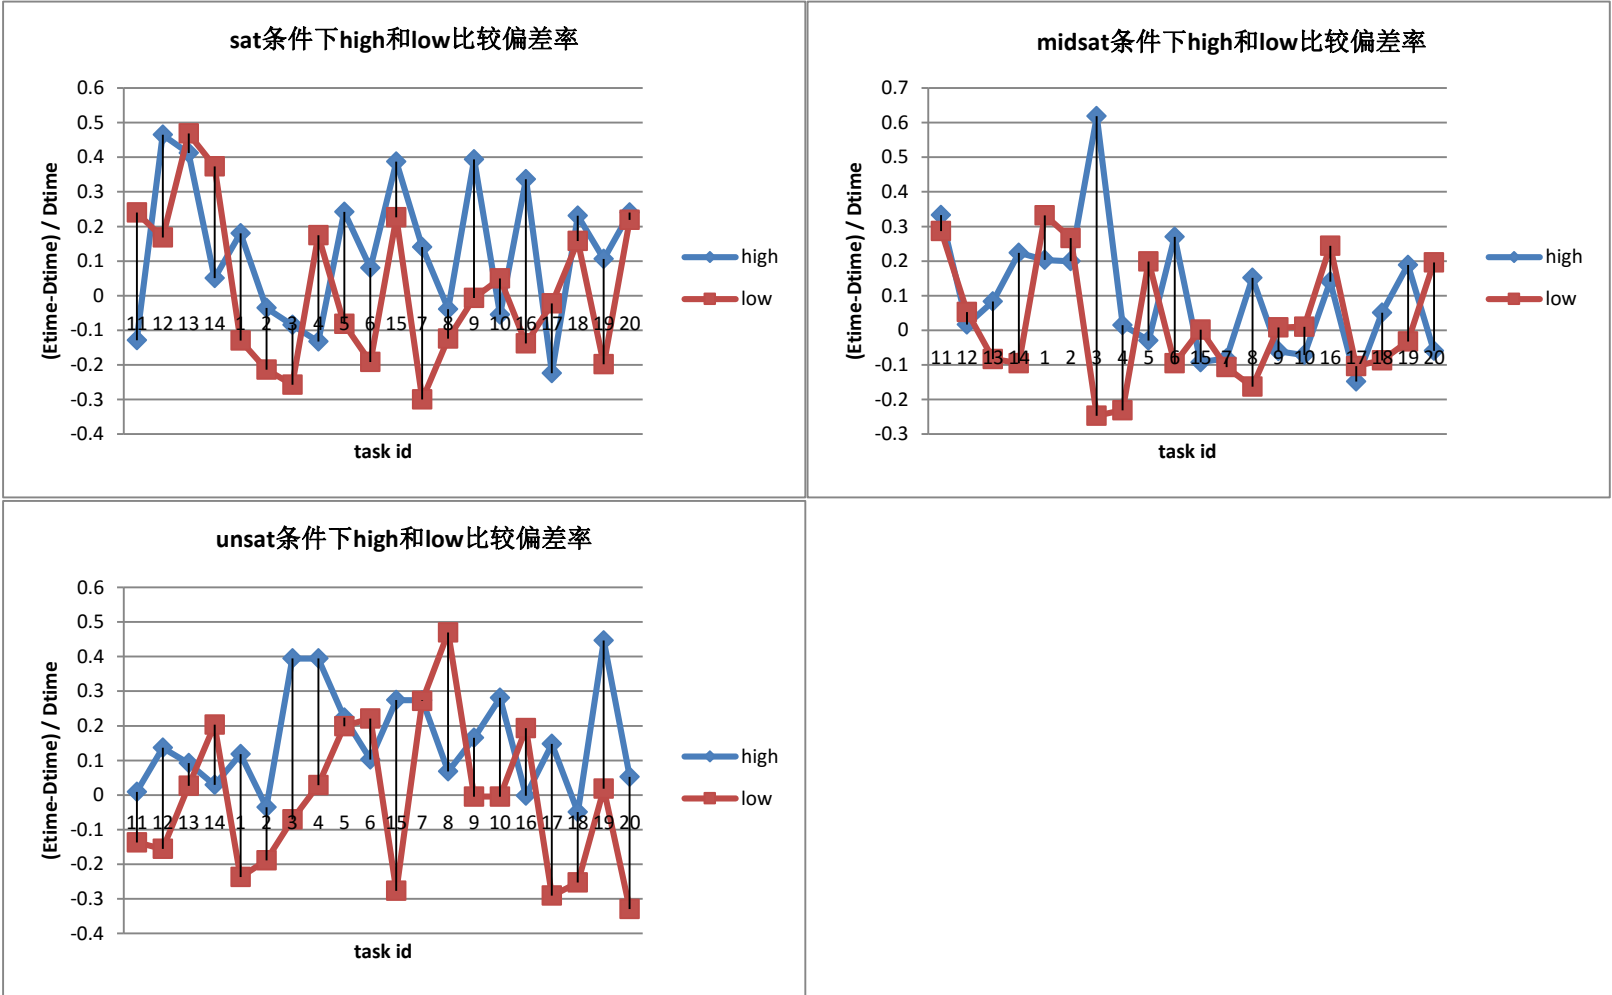 sat条件下high和low比较偏差率
0.6
0.5
0.4
0.3
0.2
0.1
0
-0.1
-0.2
-0.3
-0.4
(Etime-Dtime) / Dtime
11 12 13 14 1 2 3 4 5 6 15 7 8 9 10 16 17 18 19 20
task id
high
low
midsat条件下high和low比较偏差率
0.7
0.6
0.5
0.4
0.3
0.2
0.1
0
-0.1
-0.2
-0.3
(Etime-Dtime) / Dtime
11 12 13 14 1 2 3 4 5 6 15 7 8 9 10 16 17 18 19 20
task id
high
low
unsat条件下high和low比较偏差率
0.6
0.5
0.4
0.3
0.2
0.1
0
-0.1
-0.2
-0.3
-0.4
(Etime-Dtime) / Dtime
11 12 13 14 1 2 3 4 5 6 15 7 8 9 10 16 17 18 19 20
task id
high
low